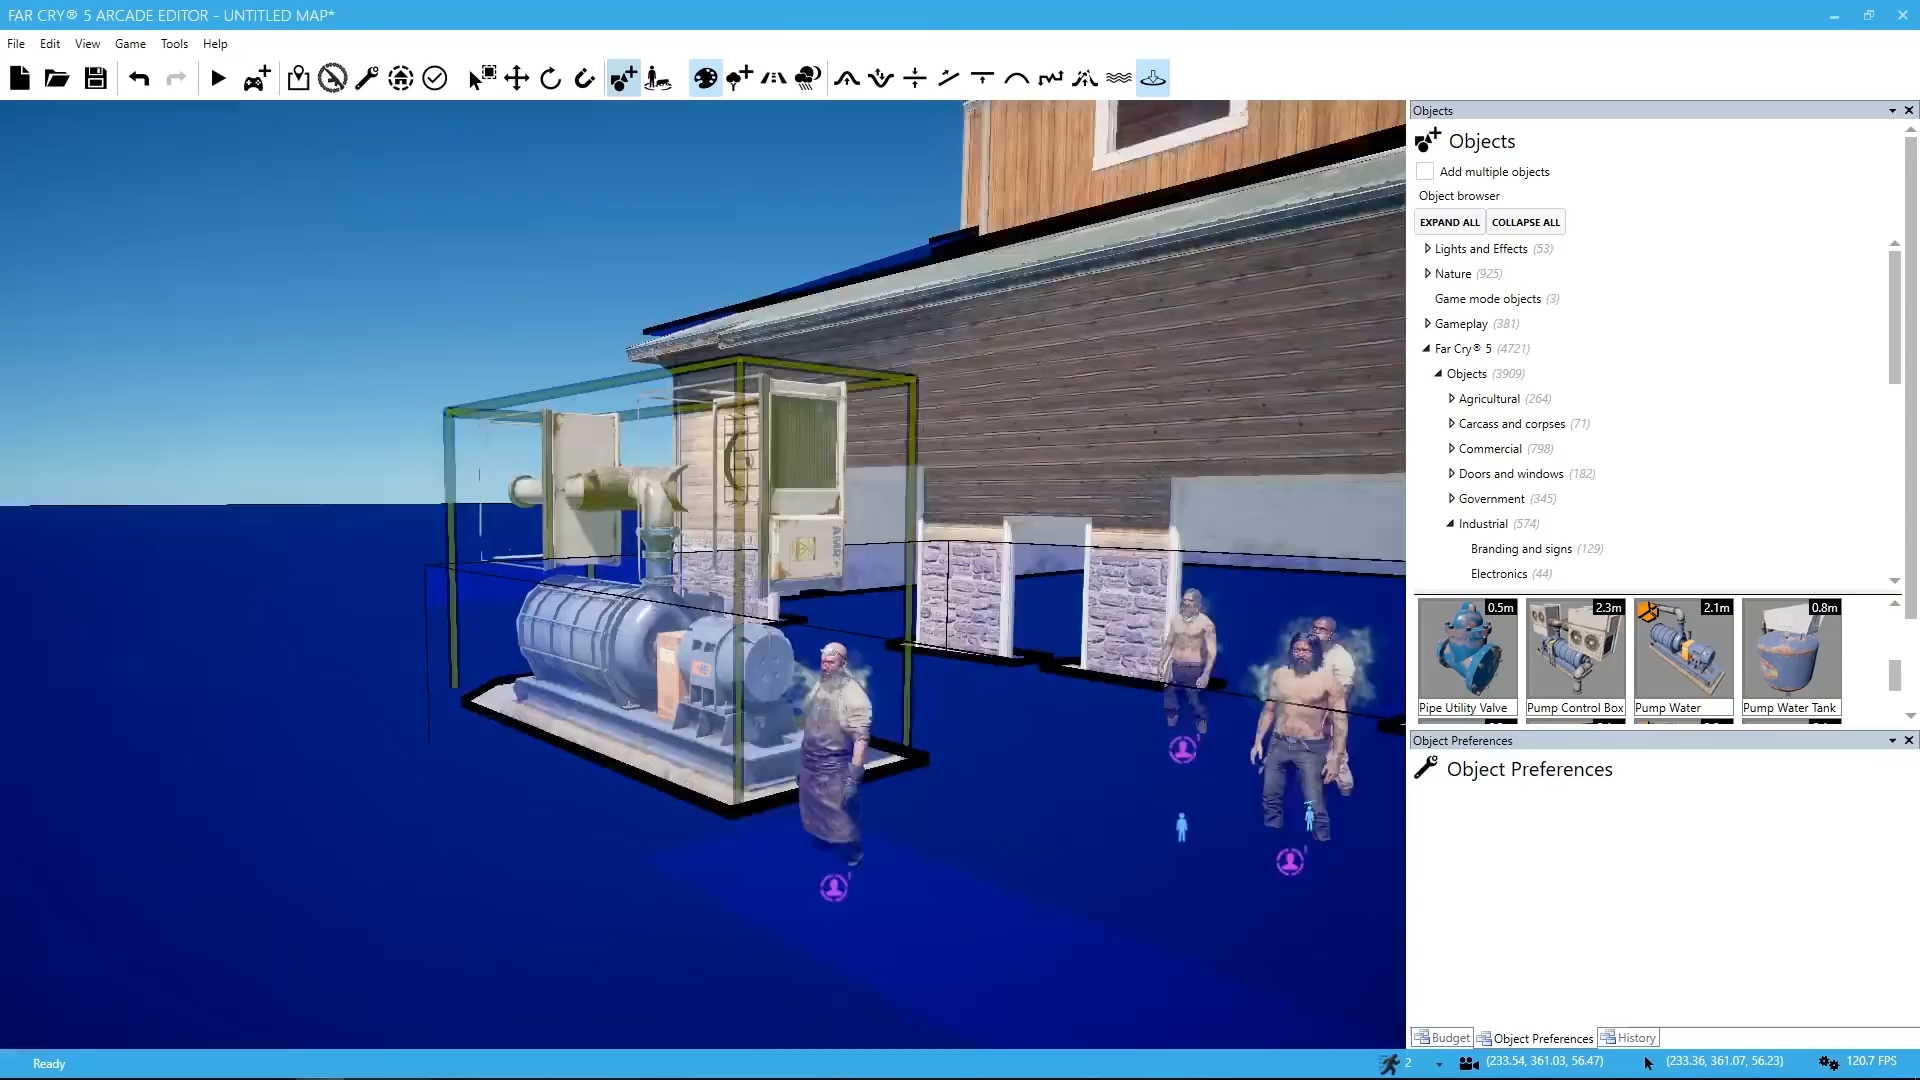 FAR CRY® 5 ARCADE EDITOR - UNTITLED MAP*
File Edit View Game Tools Help
Objects
Objects
Add multiple objects
Object browser
EXPAND ALL COLLAPSE ALL
Lights and Effects (53)
Nature (925)
Game mode objects (3)
Gameplay (381)
Far Cry® 5 (4721)
Objects (3909)
Agricultural (264)
Carcass and corpses (71)
Commercial (798)
Doors and windows (182)
Government (345)
Industrial (574)
Branding and signs (129)
Electronics (44)
0.5m 2.3m 2.1m 0.8m
Pipe Utility Valve Pump Control Box Pump Water Pump Water Tank
Object Preferences
Object Preferences
Budget Object Preferences History
Ready 2 (233.54, 361.03, 56.47) (233.36, 361.07, 56.23) 120.7 FPS